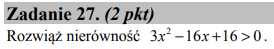 Zadanie 27. (2 pkt)
Rozwiąż nierówność 3x² −16x+16 > 0 .